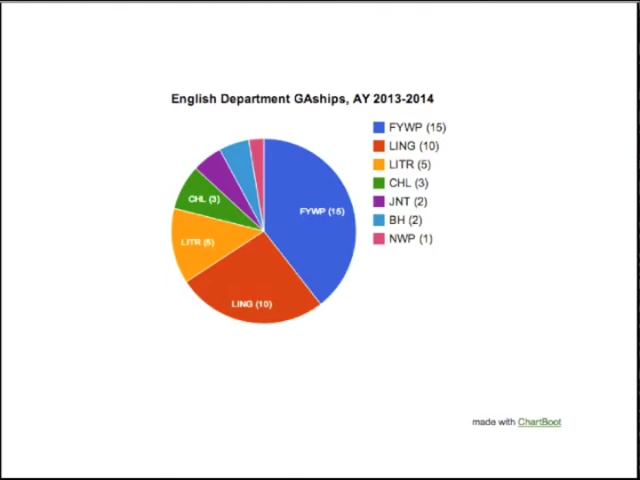 English Department GAships, AY 2013-2014
FYWP (15)
LING (10)
LITR (5)
CHL (3)
JNT (2)
BH (2)
NWP (1)
CHL (3)
FYWP (15)
LITR (5)
LING (10)
made with ChartBoot